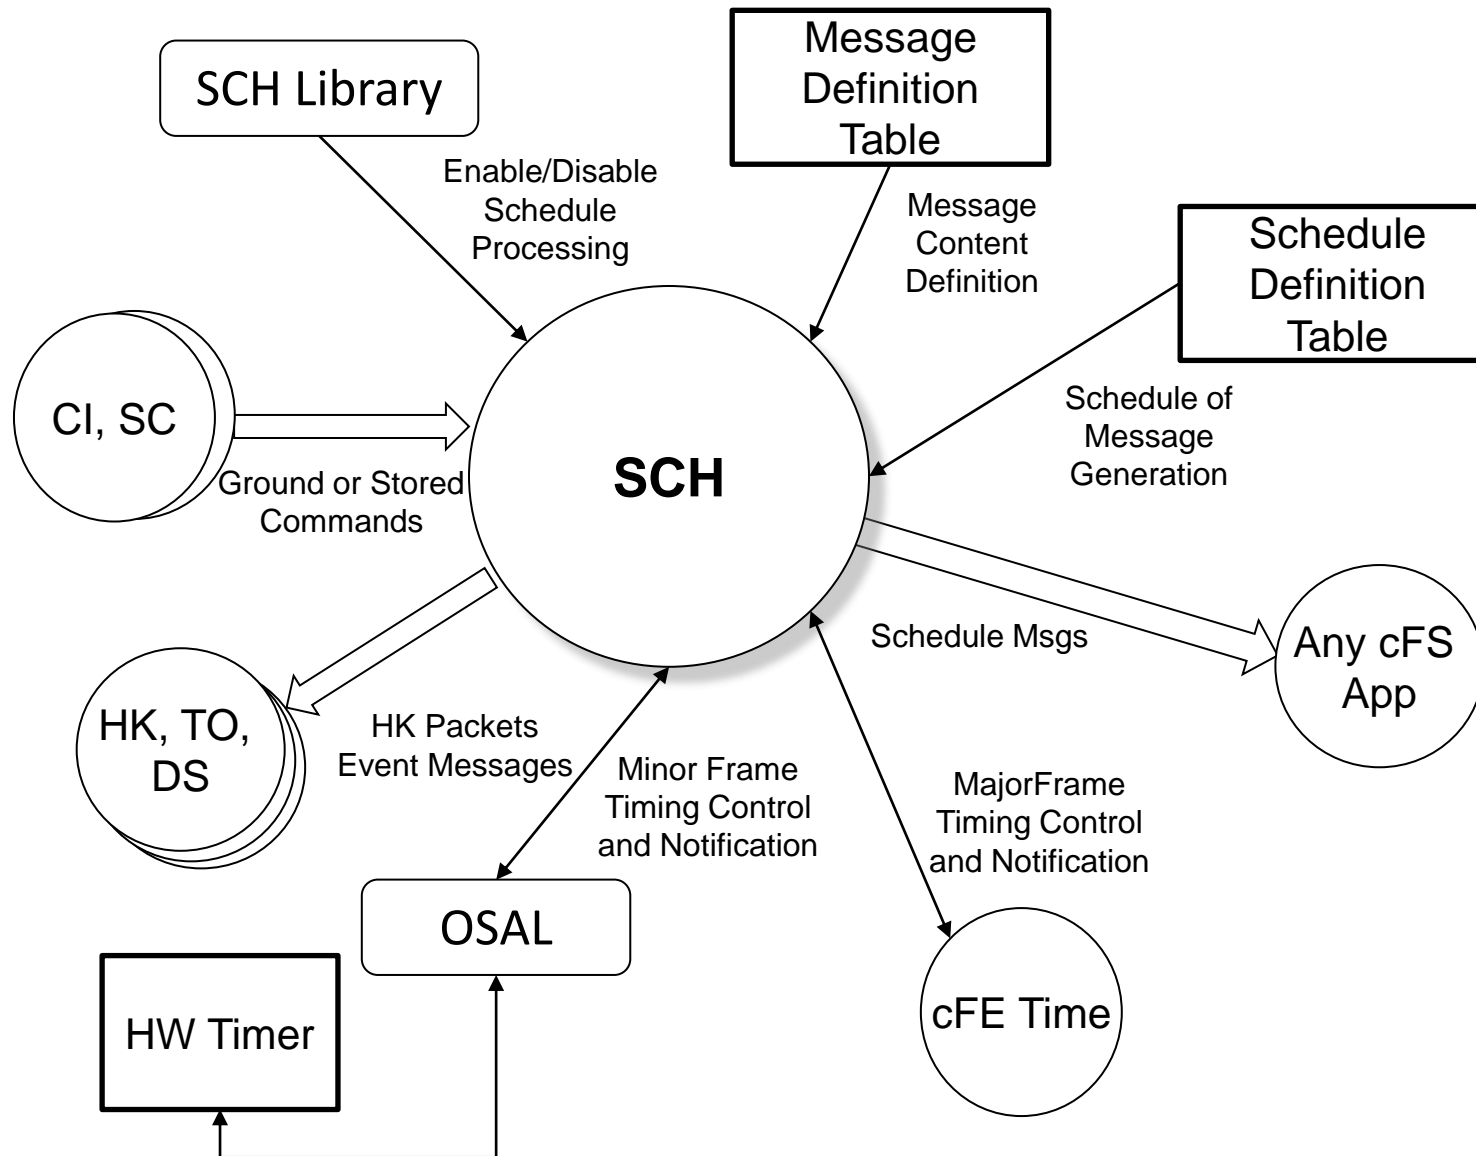 SCH Library
Message
Definition
Table
Enable/Disable
Schedule
Processing
Message
Content
Definition
Schedule
Definition
Table
CI, SC
Ground or Stored
Commands
SCH
Schedule of
Message
Generation
Schedule Msgs
Any cFS
App
HK, TO,
DS
HK Packets
Event Messages
Minor Frame
Timing Control
and Notification
MajorFrame
Timing Control
and Notification
OSAL
HW Timer
cFE Time